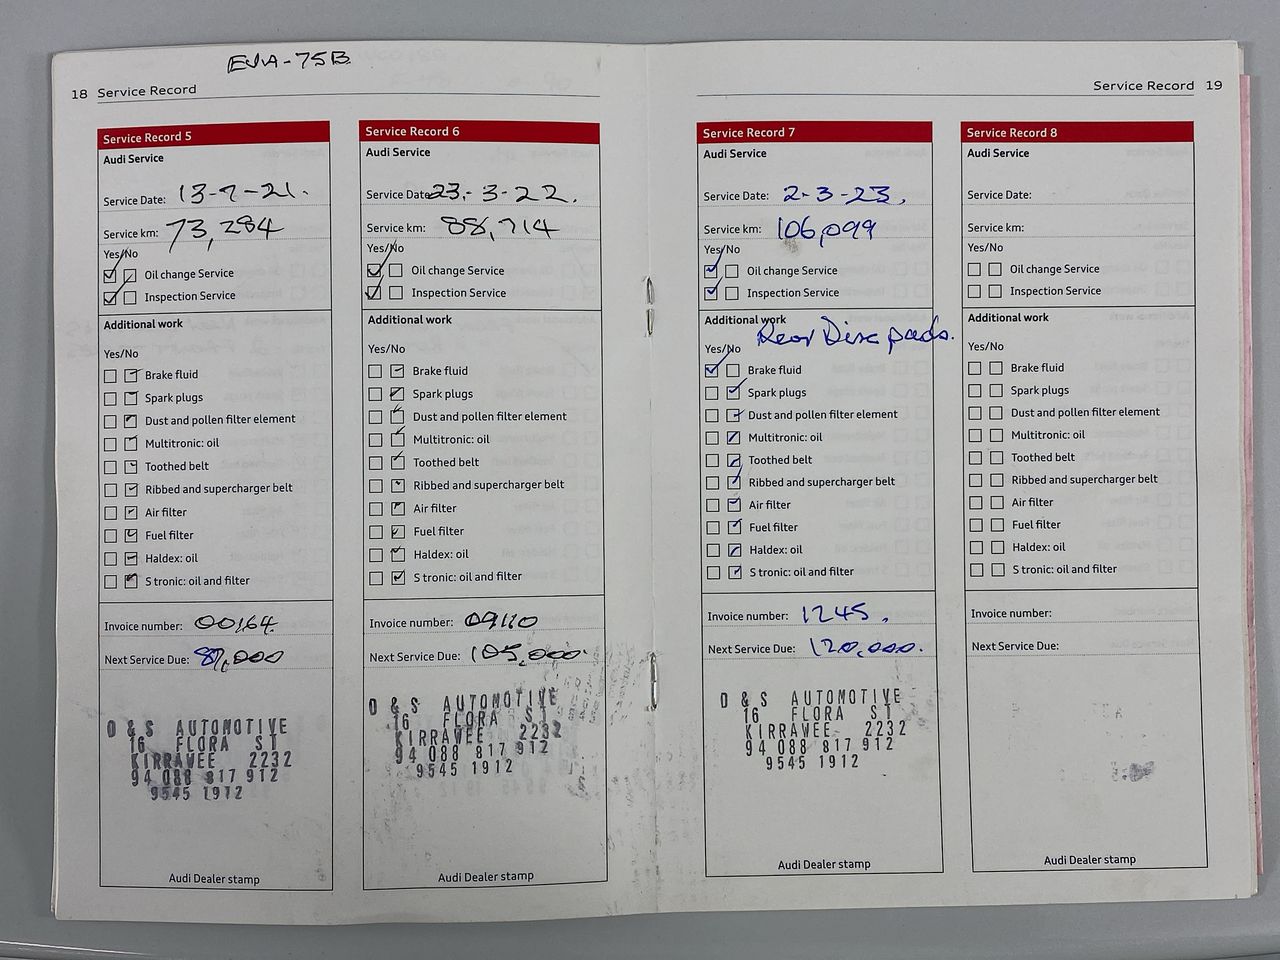 EVA-75B
18 Service Record
Service Record 5
Audi Service
Service Date: 13-7-21.
Service km: 73,284
Yes/No
Oil change Service
Inspection Service
Additional work
Yes/No
Brake fluid
Spark plugs
Dust and pollen filter element
Multitronic: oil
Toothed belt
Ribbed and supercharger belt
Air filter
Fuel filter
Haldex: oil
S tronic: oil and filter
Invoice number: 00164.
Next Service Due: 87,000
D & S AUTOMOTIVE
16 FLORA ST
KIRRAWEE 2232
94 088 817 912
9545 1912
Audi Dealer stamp
Service Record 6
Audi Service
Service Date: 23-3-22.
Service km: 88,714
Yes/No
Oil change Service
Inspection Service
Additional work
Yes/No
Brake fluid
Spark plugs
Dust and pollen filter element
Multitronic: oil
Toothed belt
Ribbed and supercharger belt
Air filter
Fuel filter
Haldex: oil
S tronic: oil and filter
Invoice number: 09110
Next Service Due: 105,000.
D & S AUTOMOTIVE
16 FLORA ST
KIRRAWEE 2232
94 088 817 912
9545 1912
Audi Dealer stamp
Service Record 19
Service Record 7
Audi Service
Service Date: 2-3-23.
Service km: 106,099
Yes/No
Oil change Service
Inspection Service
Additional work
Rear Disc pads.
Yes/No
Brake fluid
Spark plugs
Dust and pollen filter element
Multitronic: oil
Toothed belt
Ribbed and supercharger belt
Air filter
Fuel filter
Haldex: oil
S tronic: oil and filter
Invoice number: 1245.
Next Service Due: 120,000.
D & S AUTOMOTIVE
16 FLORA ST
KIRRAWEE 2232
94 088 817 912
9545 1912
Audi Dealer stamp
Service Record 8
Audi Service
Service Date:
Service km:
Yes/No
Oil change Service
Inspection Service
Additional work
Yes/No
Brake fluid
Spark plugs
Dust and pollen filter element
Multitronic: oil
Toothed belt
Ribbed and supercharger belt
Air filter
Fuel filter
Haldex: oil
S tronic: oil and filter
Invoice number:
Next Service Due:
Audi Dealer stamp